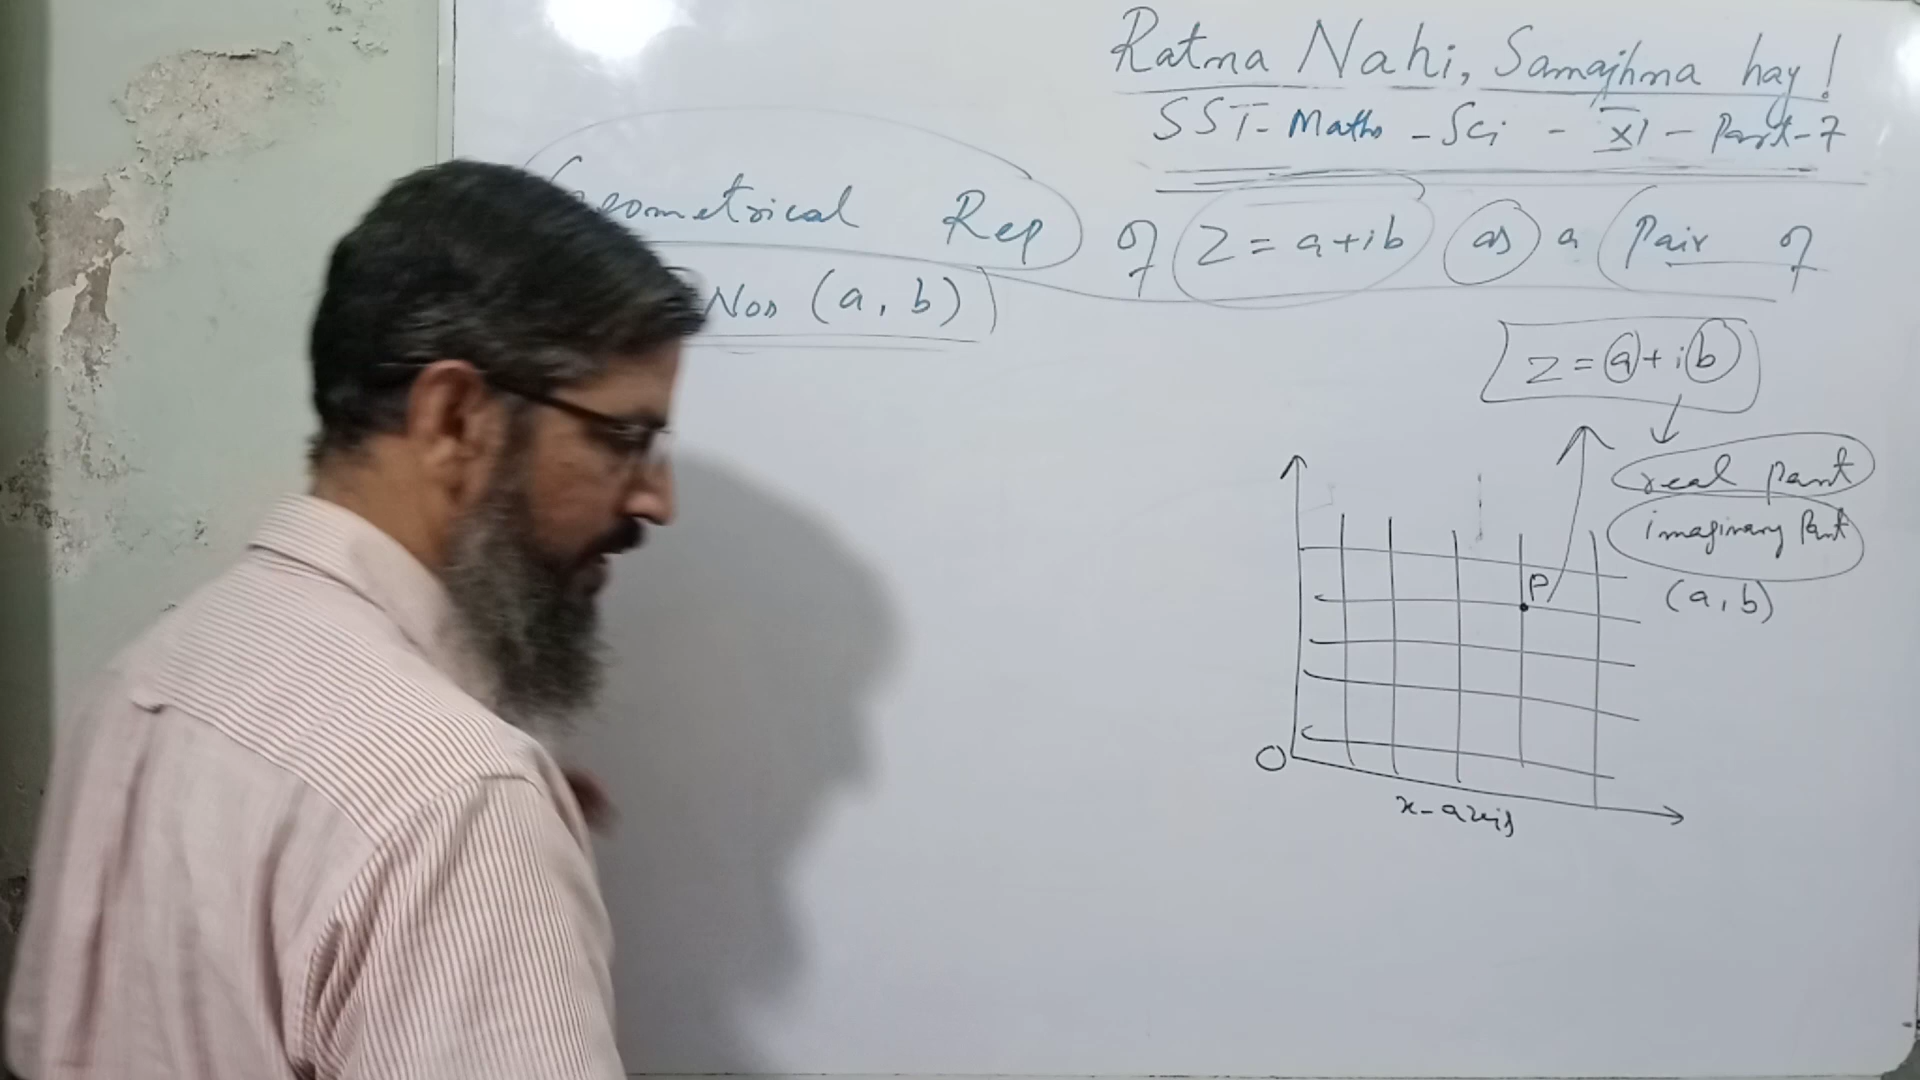 Ratna Nahi, Samajhna hay!
SST- Maths - Sci - XI - Part-7
Geometrical Rep of z = a+ib as a Pair of
Nos (a, b)
z = a + ib
real Part
imaginary Part
(a, b)
P
O
x-axis